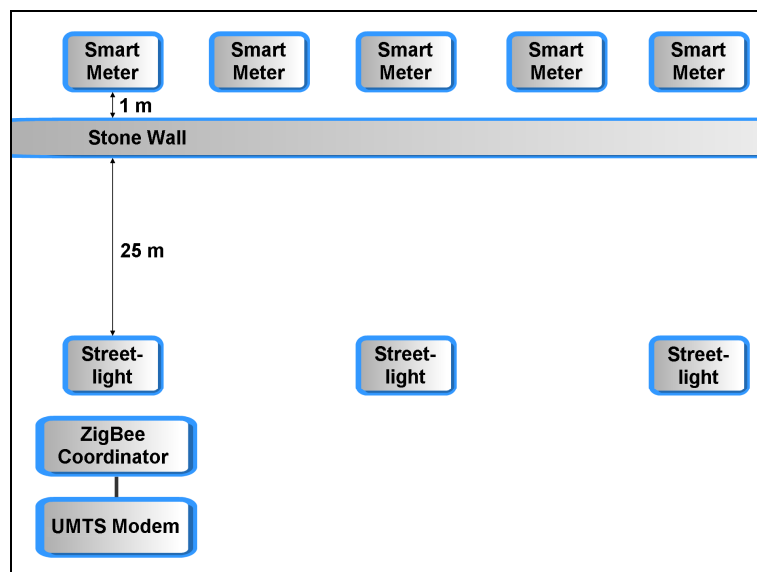 Smart
Meter
Smart
Meter
Smart
Meter
Smart
Meter
Smart
Meter
1 m
Stone Wall
25 m
Street-
light
Street-
light
Street-
light
ZigBee
Coordinator
UMTS Modem